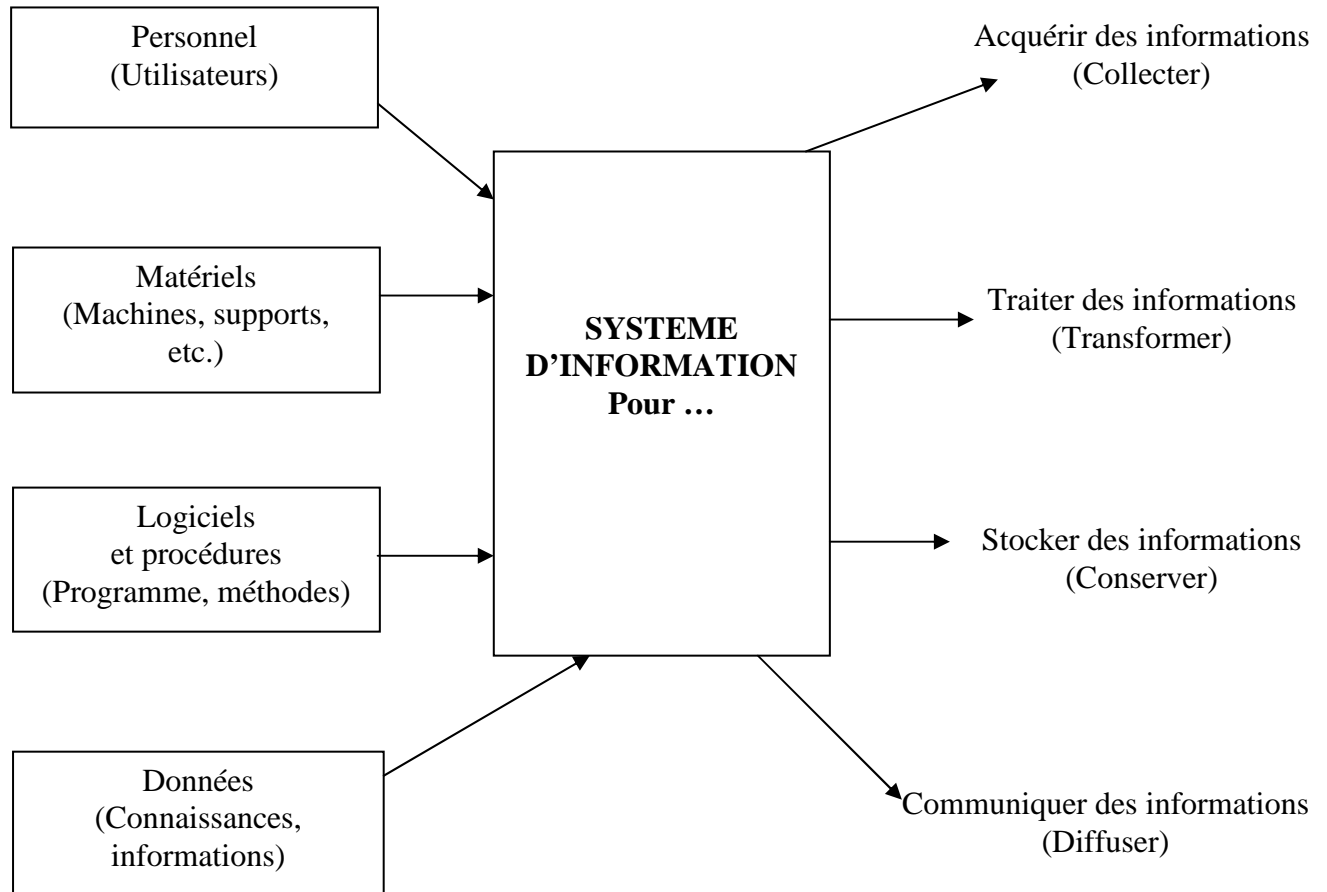 Personnel
(Utilisateurs)
Matériels
(Machines, supports,
etc.)
Logiciels
et procédures
(Programme, méthodes)
Données
(Connaissances,
informations)
SYSTEME
D’INFORMATION
Pour …
Acquérir des informations
(Collecter)
Traiter des informations
(Transformer)
Stocker des informations
(Conserver)
Communiquer des informations
(Diffuser)